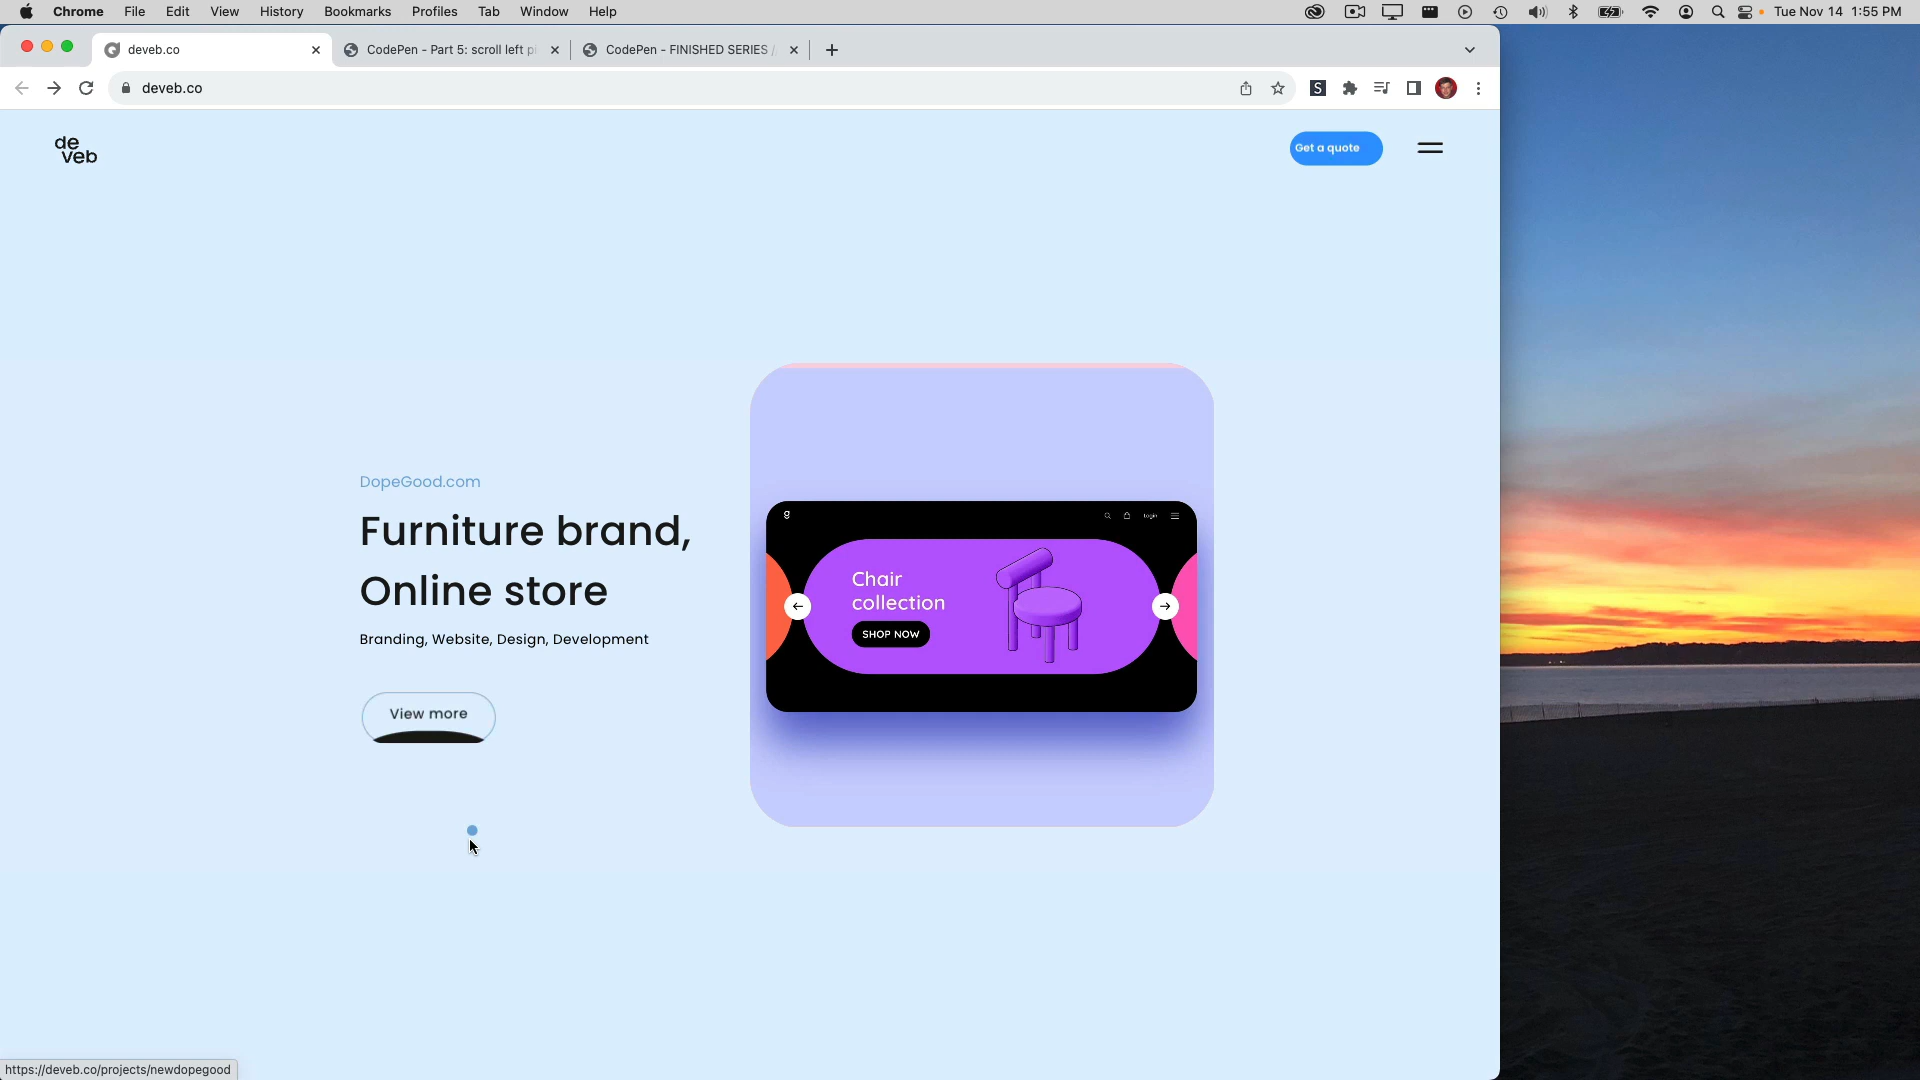 Chrome File Edit View History Bookmarks Profiles Tab Window Help Tue Nov 14 1:55 PM
deveb.co CodePen - Part 5: scroll left CodePen - FINISHED SERIES
deveb.co
de
veb
Get a quote
DopeGood.com
Furniture brand,
Online store
Branding, Website, Design, Development
View more
g Login
Chair
collection
SHOP NOW
https://deveb.co/projects/newdopegood